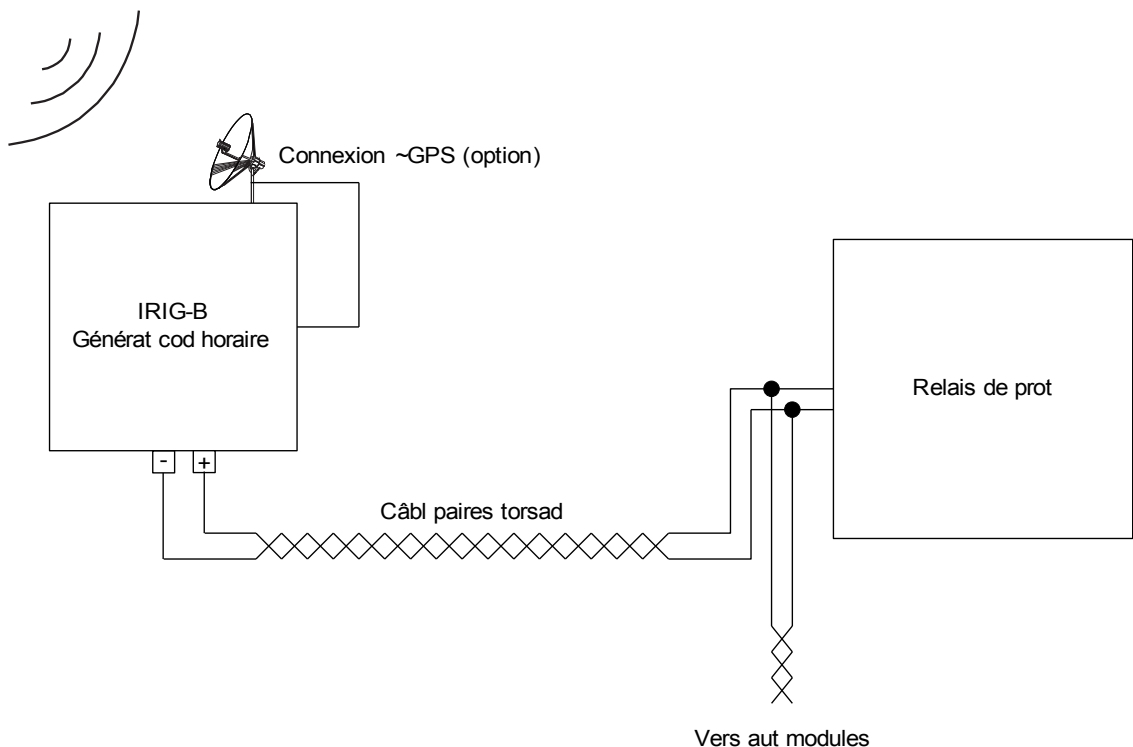 Connexion ~GPS (option)
IRIG-B
Générat cod horaire
Relais de prot
- +
Câbl paires torsad
Vers aut modules